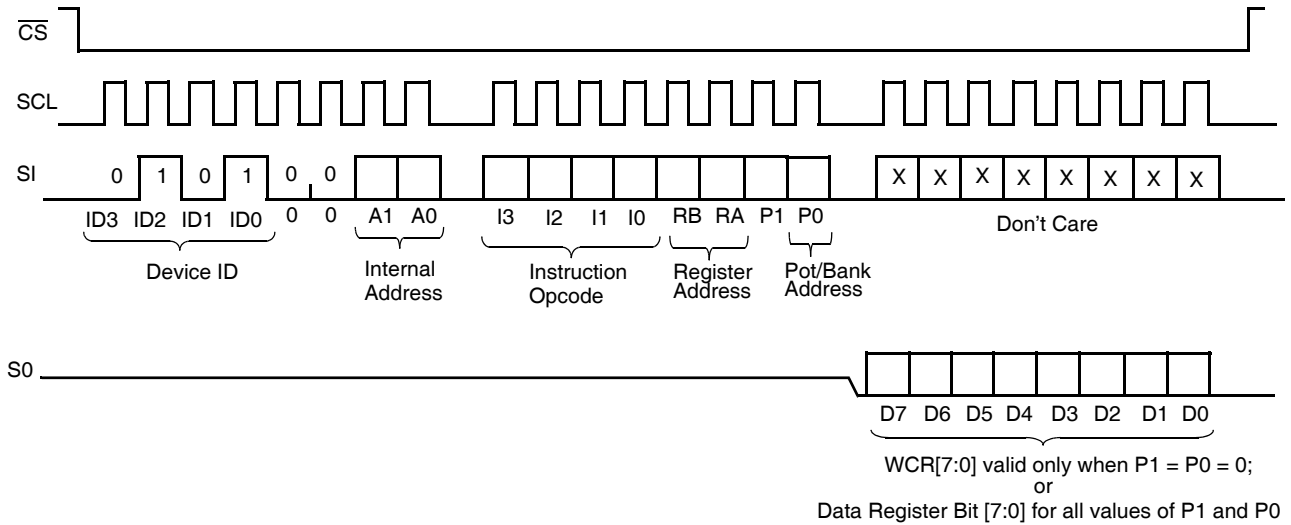 CS
SCL
SI
0 1 0 1 0 0
X X X X X X X X
ID3 ID2 ID1 ID0 0 0 A1 A0 I3 I2 I1 I0 RB RA P1 P0
Don't Care
Device ID
Internal
Address
Instruction
Opcode
Register
Address
Pot/Bank
Address
S0
D7 D6 D5 D4 D3 D2 D1 D0
WCR[7:0] valid only when P1 = P0 = 0;
or
Data Register Bit [7:0] for all values of P1 and P0